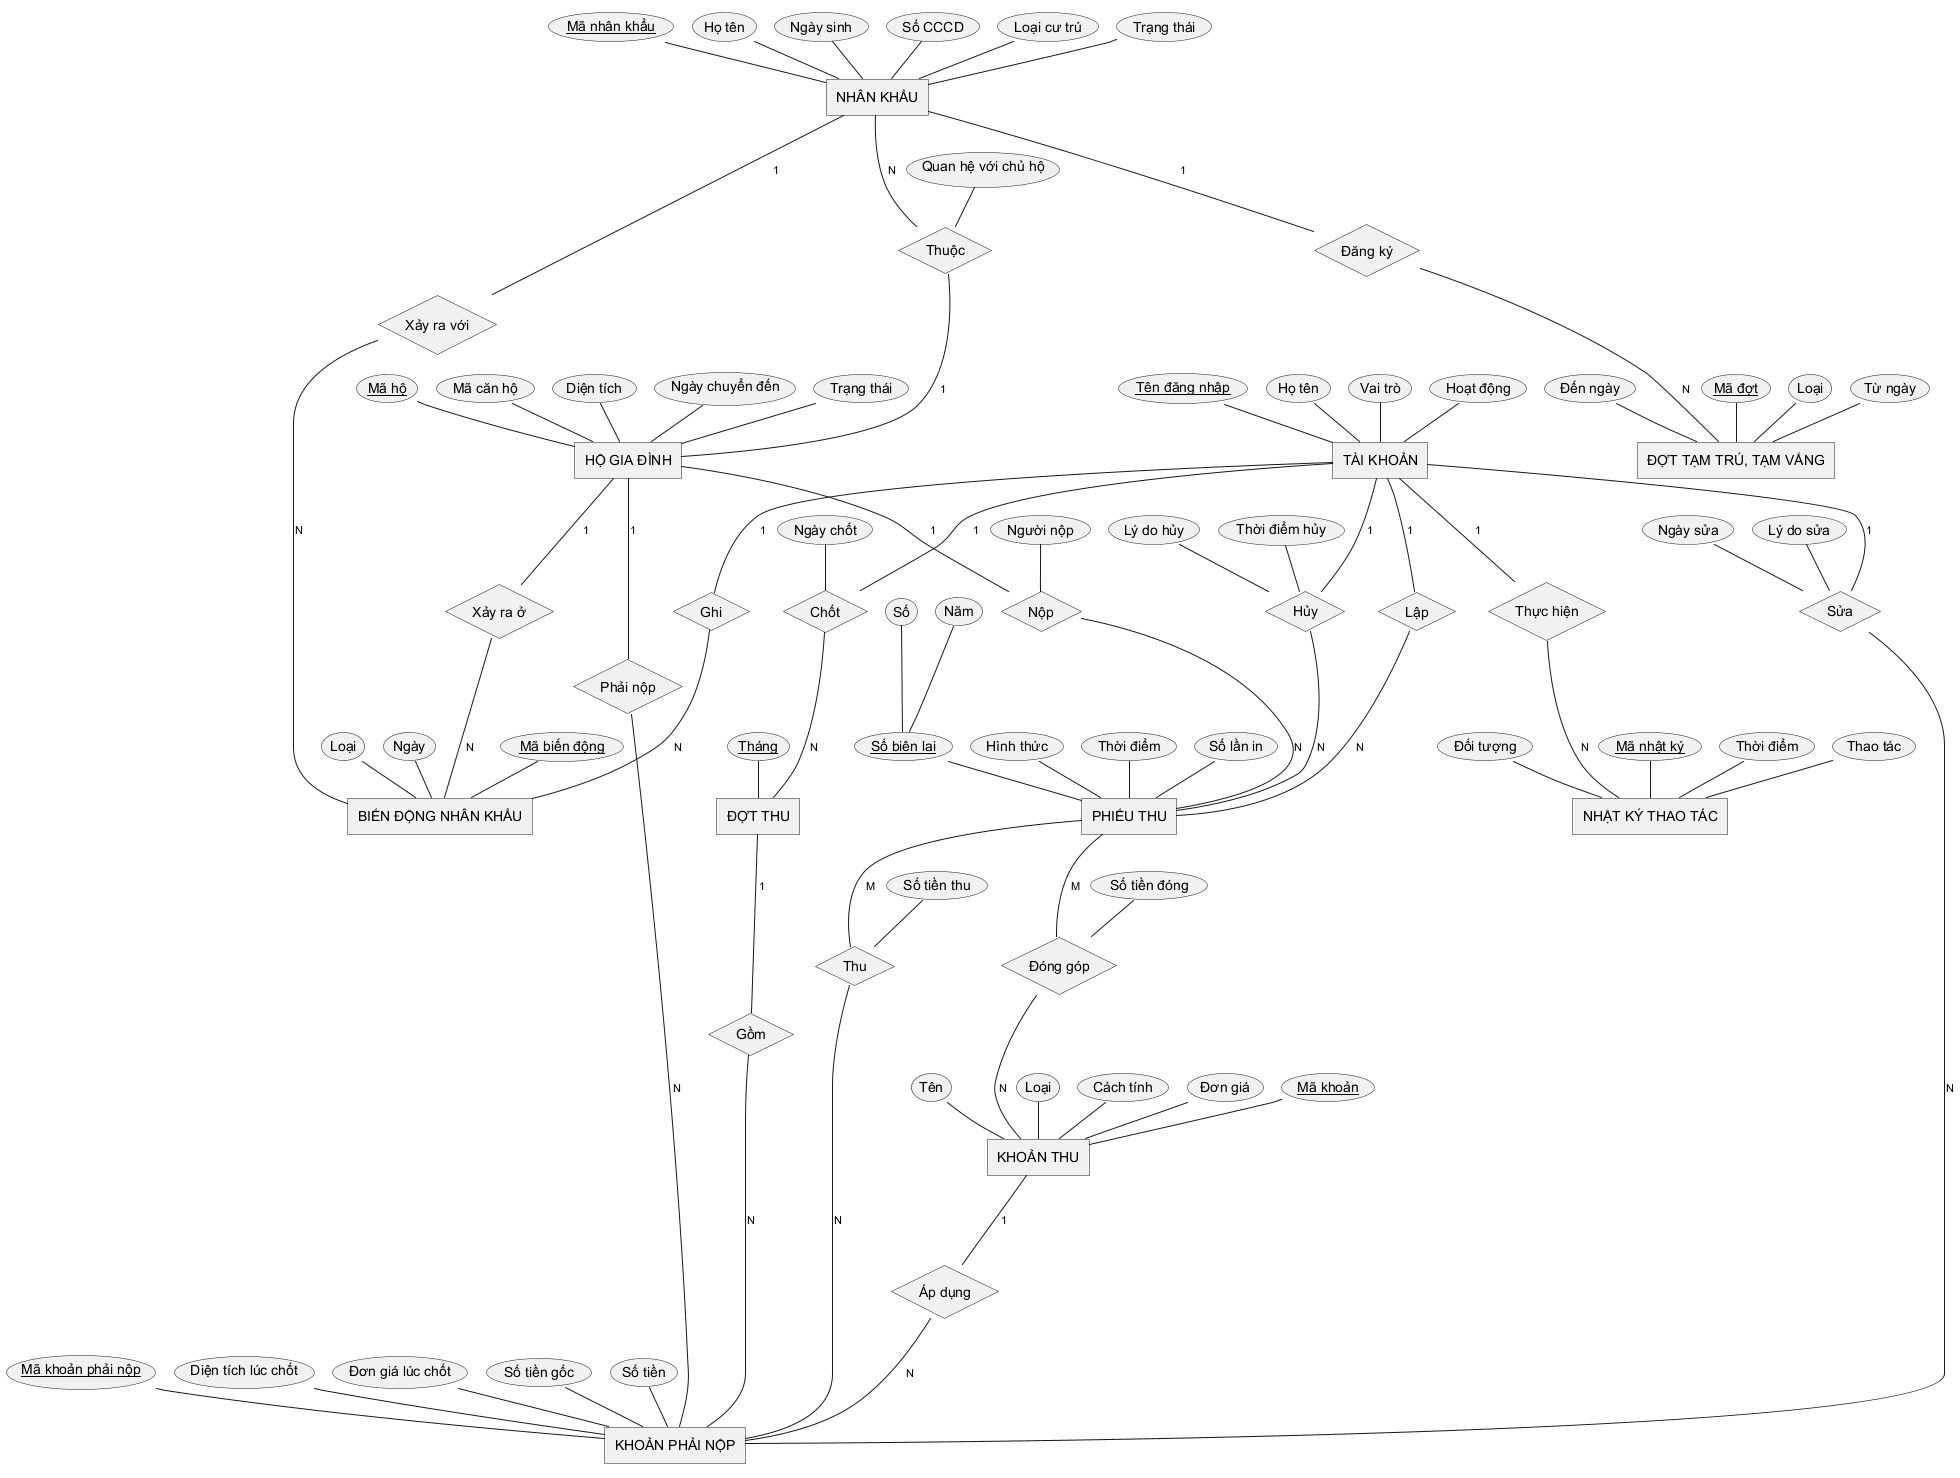 Mã nhân khẩu
Họ tên
Ngày sinh
Số CCCD
Loại cư trú
Trạng thái
NHÂN KHẨU
1
N
Quan hệ với chủ hộ
1
Thuộc
Đăng ký
Xảy ra với
Mã hộ
Mã căn hộ
Diện tích
Ngày chuyển đến
Trạng thái
1
Tên đăng nhập
Họ tên
Vai trò
Hoạt động
Đến ngày
N
Mã đợt
Loại
Từ ngày
HỘ GIA ĐÌNH
TÀI KHOẢN
ĐỢT TẠM TRÚ, TẠM VẮNG
N
1
1
1
Ngày chốt
1
1
Người nộp
Lý do hủy
Thời điểm hủy
1
1
1
Ngày sửa
Lý do sửa
1
Xảy ra ở
Ghi
Chốt
Số
Năm
Nộp
Hủy
Lập
Thực hiện
Sửa
Phải nộp
Loại
Ngày
N
Mã biến động
N
Tháng
N
Số biên lai
Hình thức
Thời điểm
Số lần in
N
N
N
Đối tượng
N
Mã nhật ký
Thời điểm
Thao tác
BIẾN ĐỘNG NHÂN KHẨU
ĐỢT THU
PHIẾU THU
NHẬT KÝ THAO TÁC
1
M
Số tiền thu
M
Số tiền đóng
Thu
Đóng góp
Gồm
N
Tên
N
Loại
Cách tính
Đơn giá
Mã khoản
N
KHOẢN THU
N
N
1
Áp dụng
Mã khoản phải nộp
Diện tích lúc chốt
Đơn giá lúc chốt
Số tiền gốc
Số tiền
N
KHOẢN PHẢI NỘP